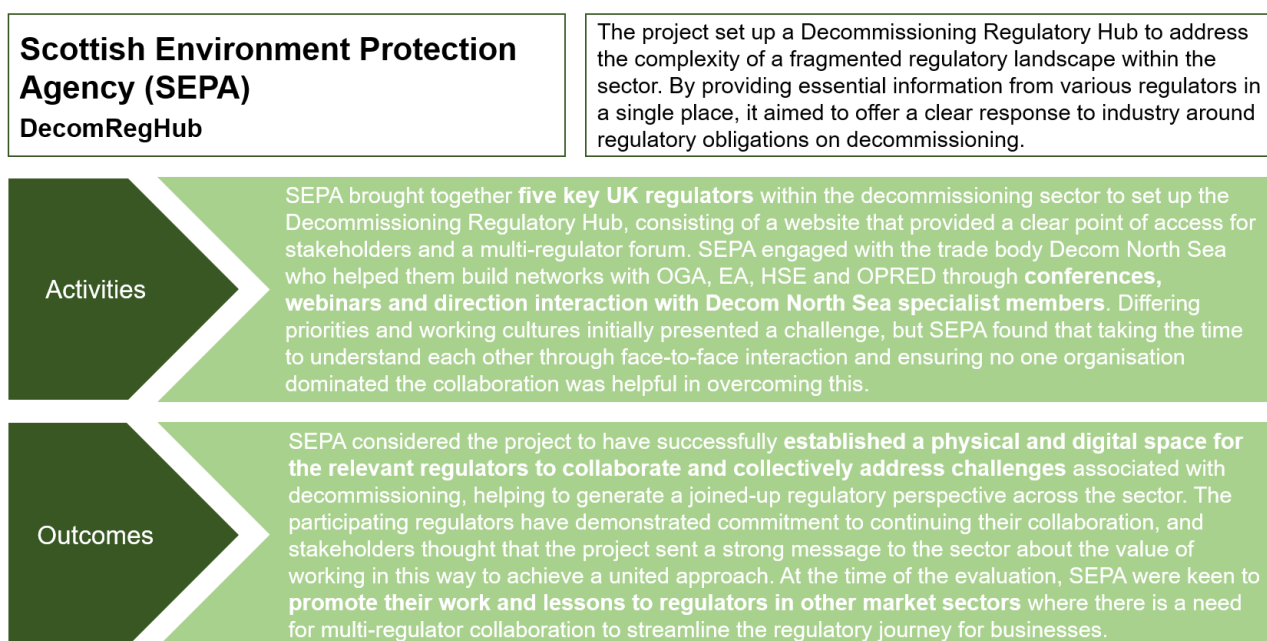 Scottish Environment Protection
Agency (SEPA)
DecomRegHub
The project set up a Decommissioning Regulatory Hub to address
the complexity of a fragmented regulatory landscape within the
sector. By providing essential information from various regulators in
a single place, it aimed to offer a clear response to industry around
regulatory obligations on decommissioning.
Activities
SEPA brought together five key UK regulators within the decommissioning sector to set up the
Decommissioning Regulatory Hub, consisting of a website that provided a clear point of access for
stakeholders and a multi-regulator forum. SEPA engaged with the trade body Decom North Sea
who helped them build networks with OGA, EA, HSE and OPRED through conferences,
webinars and direction interaction with Decom North Sea specialist members. Differing
priorities and working cultures initially presented a challenge, but SEPA found that taking the time
to understand each other through face-to-face interaction and ensuring no one organisation
dominated the collaboration was helpful in overcoming this.
Outcomes
SEPA considered the project to have successfully established a physical and digital space for
the relevant regulators to collaborate and collectively address challenges associated with
decommissioning, helping to generate a joined-up regulatory perspective across the sector. The
participating regulators have demonstrated commitment to continuing their collaboration, and
stakeholders thought that the project sent a strong message to the sector about the value of
working in this way to achieve a united approach. At the time of the evaluation, SEPA were keen to
promote their work and lessons to regulators in other market sectors where there is a need
for multi-regulator collaboration to streamline the regulatory journey for businesses.